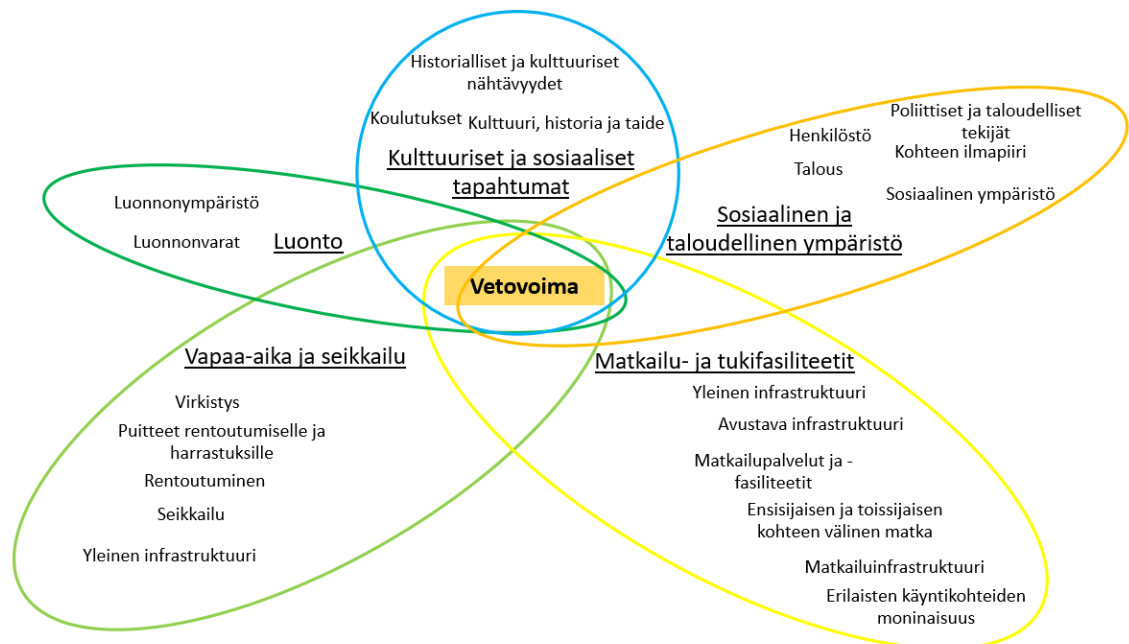 Historialliset ja kulttuuriset
nähtävyydet
Koulutukset
Kulttuuri, historia ja taide
Kulttuuriset ja sosiaaliset
tapahtumat
Poliittiset ja taloudelliset
tekijät
Henkilöstö
Kohteen ilmapiiri
Talous
Sosiaalinen ympäristö
Sosiaalinen ja
taloudellinen ympäristö
Luonnonympäristö
Luonnonvarat
Luonto
Vetovoima
Vapaa-aika ja seikkailu
Virkistys
Puitteet rentoutumiselle ja
harrastuksille
Rentoutuminen
Seikkailu
Yleinen infrastruktuuri
Matkailu- ja tukifasiliteetit
Yleinen infrastruktuuri
Avustava infrastruktuuri
Matkailupalvelut ja -
fasiliteetit
Ensisijaisen ja toissijaisen
kohteen välinen matka
Matkailuinfrastruktuuri
Erilaisten käyntikohteiden
moninaisuus